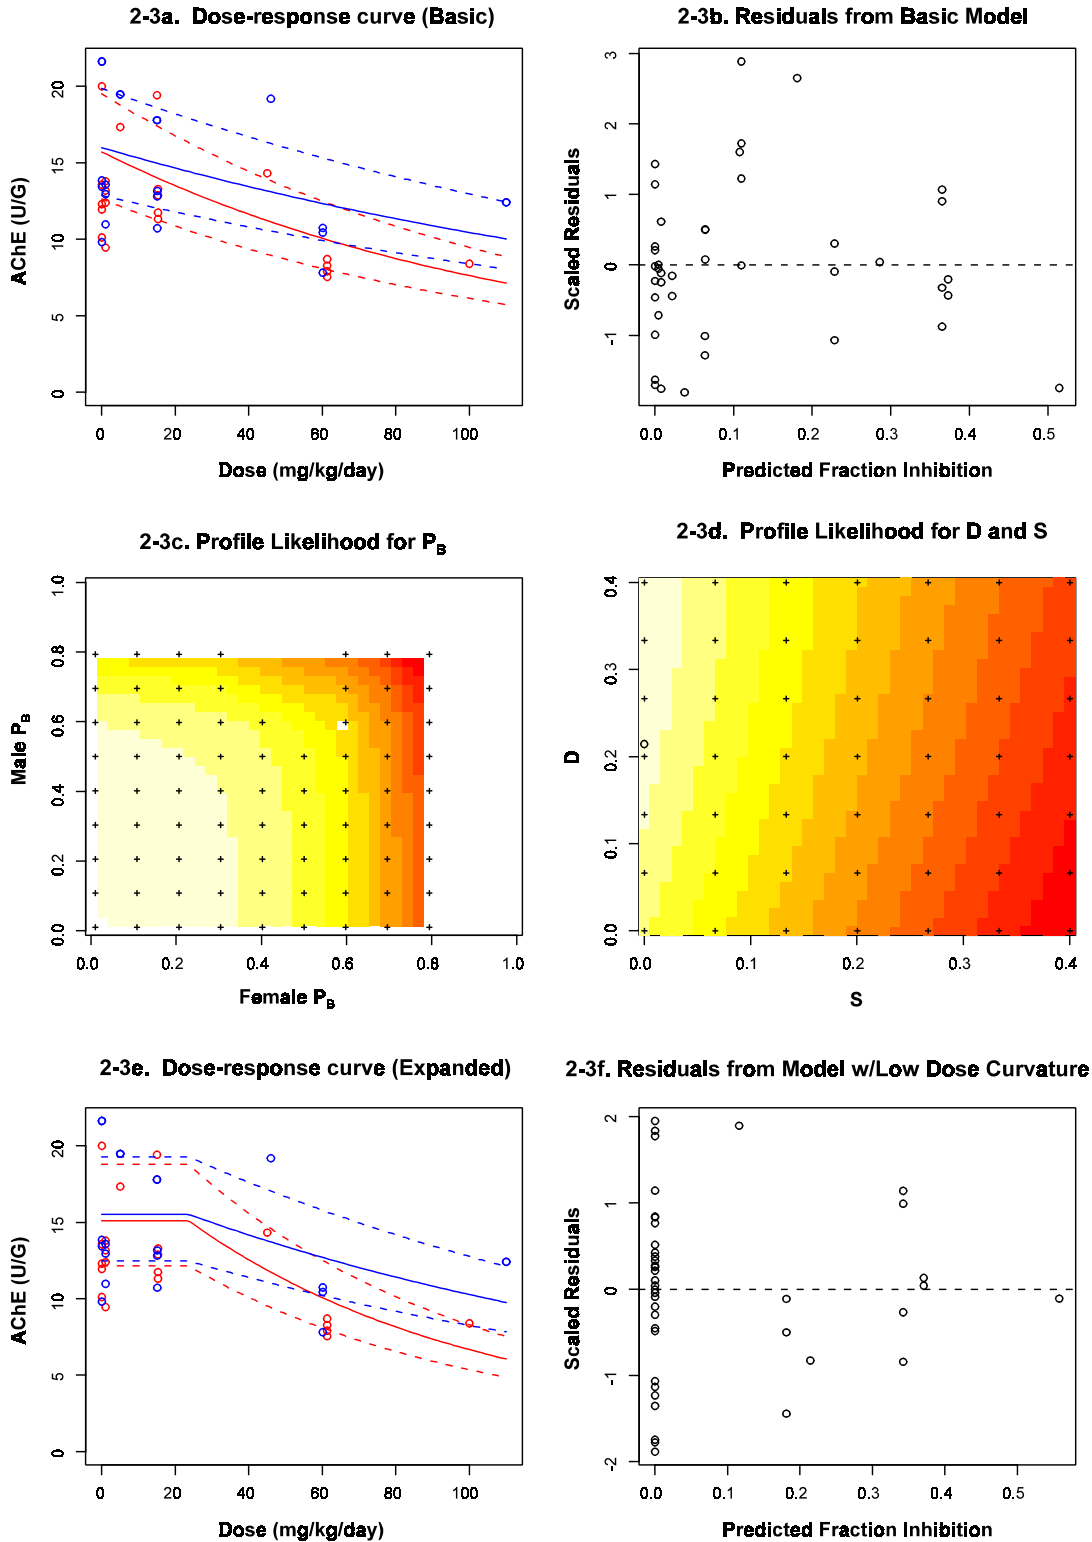 2-3a. Dose-response curve (Basic)
AChE (U/G)
0 5 10 15 20
0 20 40 60 80 100
Dose (mg/kg/day)
2-3b. Residuals from Basic Model
Scaled Residuals
-1 0 1 2 3
0.0 0.1 0.2 0.3 0.4 0.5
Predicted Fraction Inhibition
2-3c. Profile Likelihood for PB
Male PB
0.0 0.2 0.4 0.6 0.8 1.0
0.0 0.2 0.4 0.6 0.8 1.0
Female PB
2-3d. Profile Likelihood for D and S
D
0.0 0.1 0.2 0.3 0.4
0.0 0.1 0.2 0.3 0.4
S
2-3e. Dose-response curve (Expanded)
AChE (U/G)
0 5 10 15 20
0 20 40 60 80 100
Dose (mg/kg/day)
2-3f. Residuals from Model w/Low Dose Curvature
Scaled Residuals
-2 -1 0 1 2
0.0 0.1 0.2 0.3 0.4 0.5
Predicted Fraction Inhibition